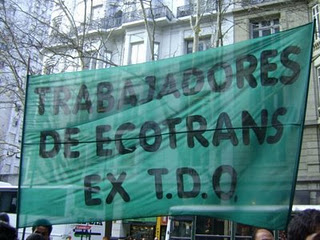 TRABAJADORES
DE ECOTRANS
EX T.D.O.